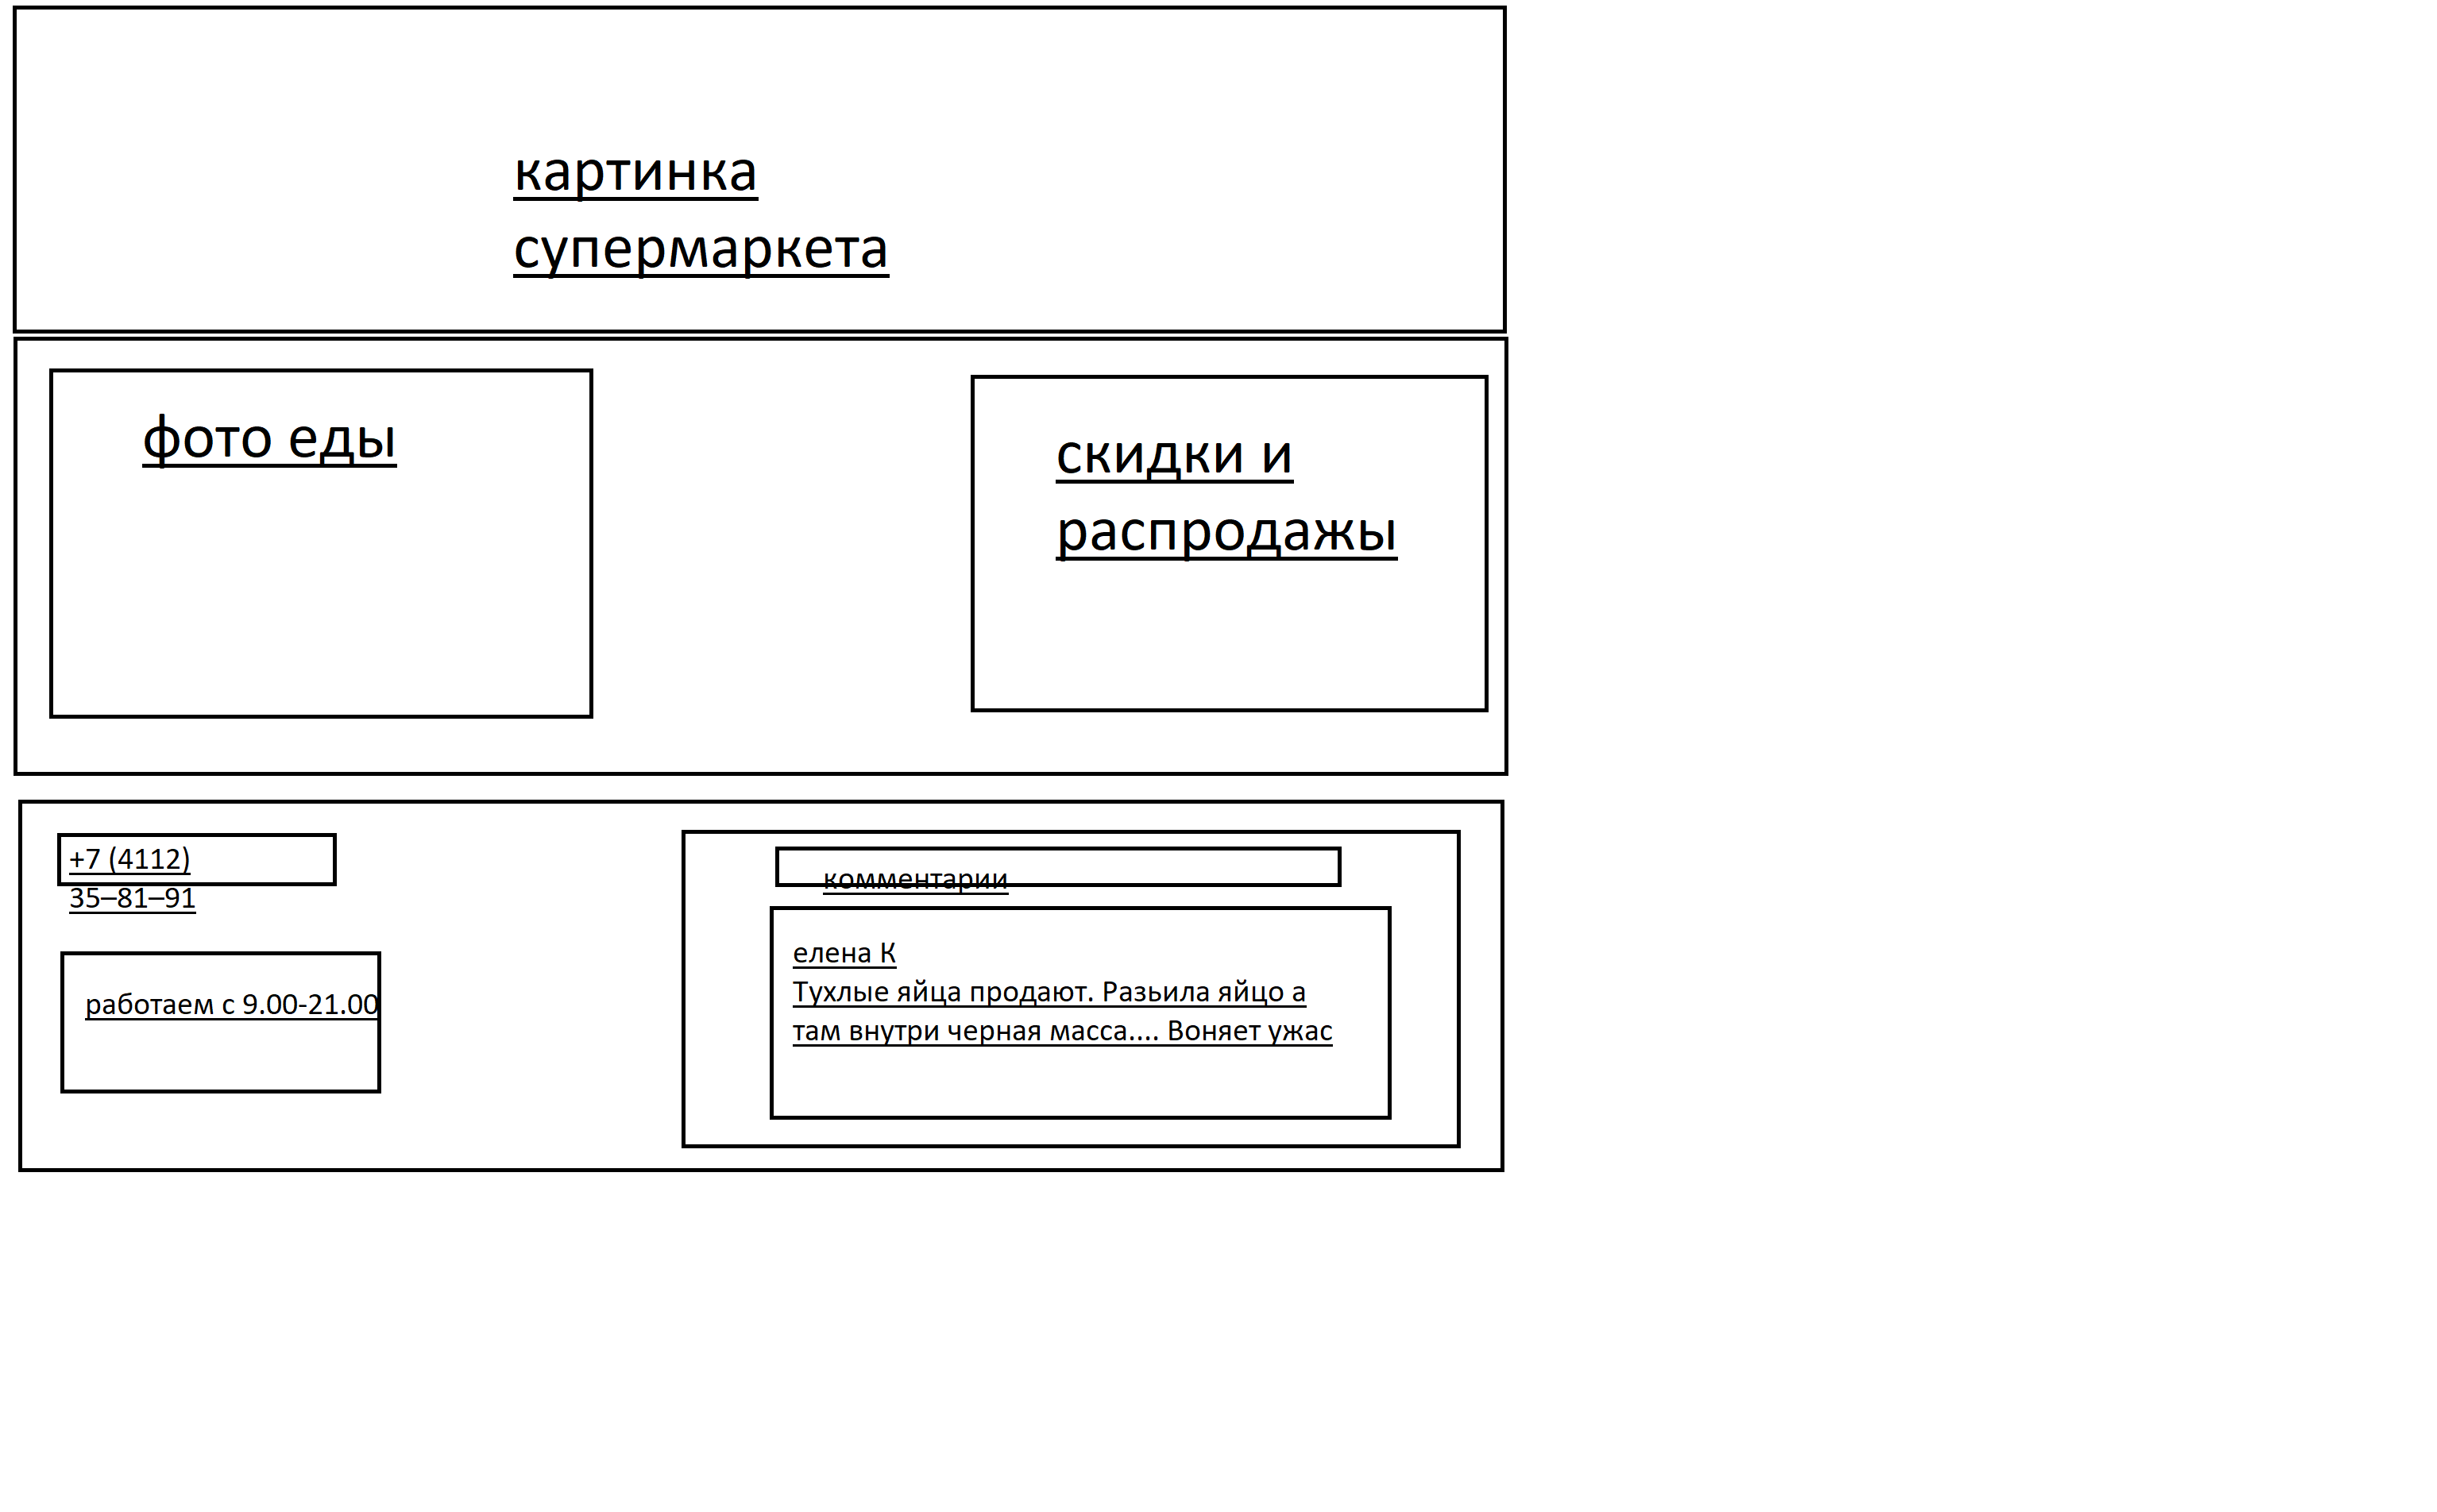 картинка
супермаркета
фото еды
скидки и
распродажы
+7 (4112)
35–81–91
работаем с 9.00-21.00
комментарии
елена К
Тухлые яйца продают. Разьила яйцо а
там внутри черная масса.... Воняет ужас